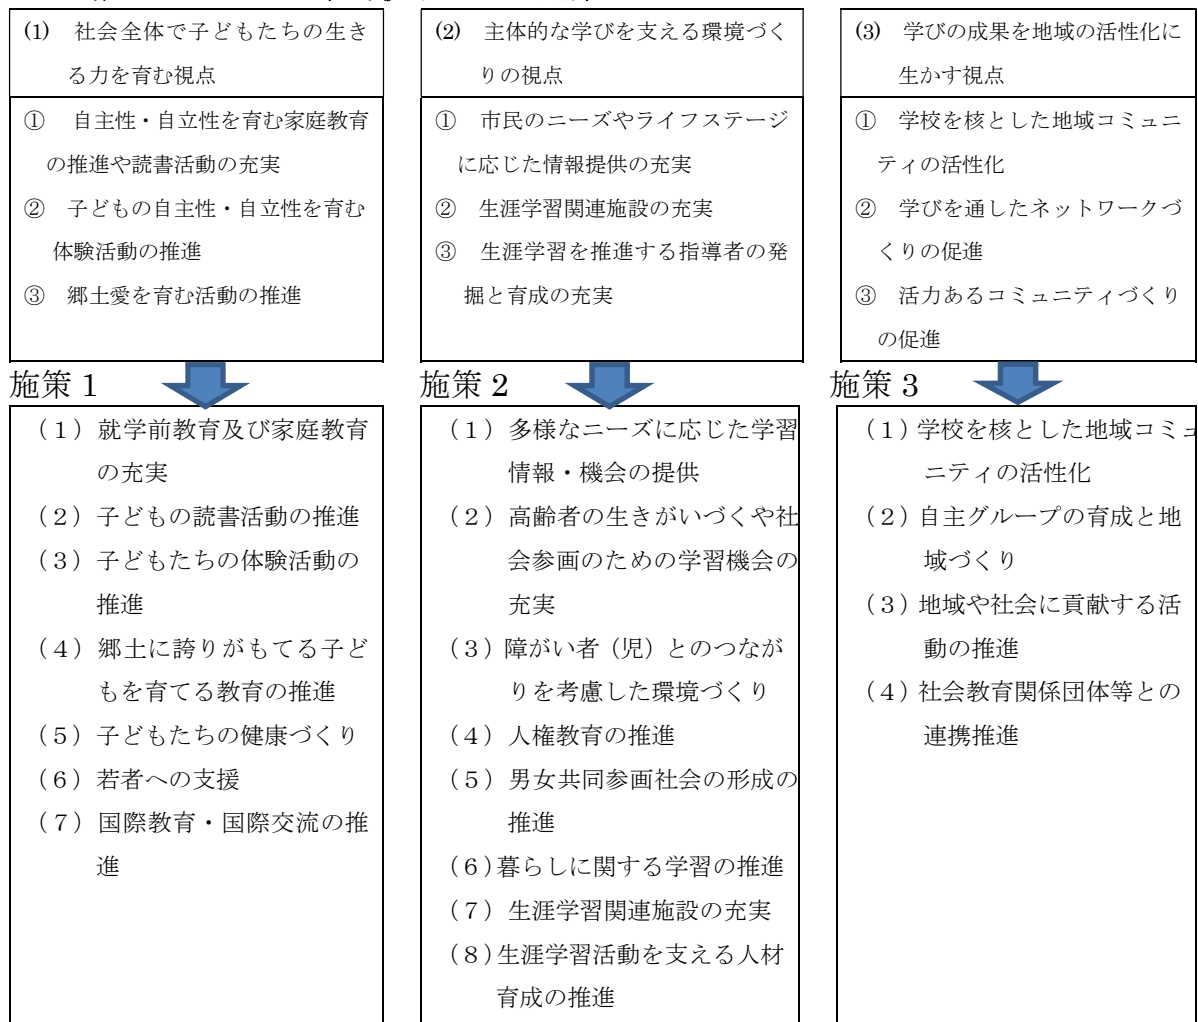 (1) 社会全体で子どもたちの生き
る力を育む視点
① 自主性・自立性を育む家庭教育
の推進や読書活動の充実
② 子どもの自主性・自立性を育む
体験活動の推進
③ 郷土愛を育む活動の推進
(2) 主体的な学びを支える環境づく
りの視点
① 市民のニーズやライフステージ
に応じた情報提供の充実
② 生涯学習関連施設の充実
③ 生涯学習を推進する指導者の発
掘と育成の充実
(3) 学びの成果を地域の活性化に
生かす視点
① 学校を核とした地域コミュニ
ティの活性化
② 学びを通したネットワークづ
くりの促進
③ 活力あるコミュニティづくり
の促進
施策 1
(1) 就学前教育及び家庭教育
の充実
(2) 子どもの読書活動の推進
(3) 子どもたちの体験活動の
推進
(4) 郷土に誇りがもてる子ど
もを育てる教育の推進
(5) 子どもたちの健康づくり
(6) 若者への支援
(7) 国際教育・国際交流の推
進
施策 2
(1) 多様なニーズに応じた学習
情報・機会の提供
(2) 高齢者の生きがいづくや社
会参画のための学習機会の
充実
(3) 障がい者（児）とのつなが
りを考慮した環境づくり
(4) 人権教育の推進
(5) 男女共同参画社会の形成の
推進
(6) 暮らしに関する学習の推進
(7) 生涯学習関連施設の充実
(8) 生涯学習活動を支える人材
育成の推進
施策 3
(1) 学校を核とした地域コミュ
ニティの活性化
(2) 自主グループの育成と地
域づくり
(3) 地域や社会に貢献する活
動の推進
(4) 社会教育関係団体等との
連携推進